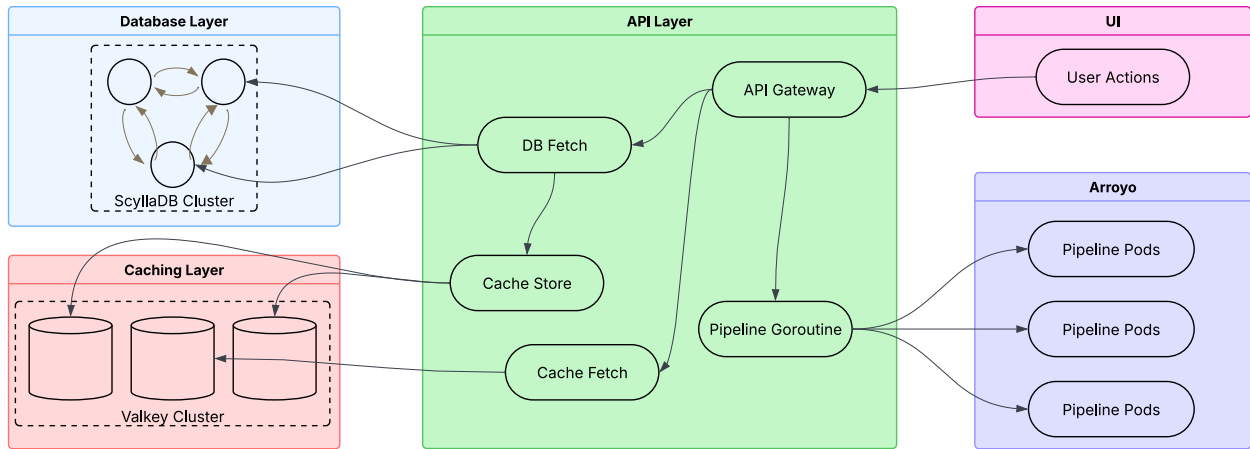 Database Layer
ScyllaDB Cluster
Caching Layer
Valkey Cluster
API Layer
API Gateway
DB Fetch
Cache Store
Pipeline Goroutine
Cache Fetch
UI
User Actions
Arroyo
Pipeline Pods
Pipeline Pods
Pipeline Pods